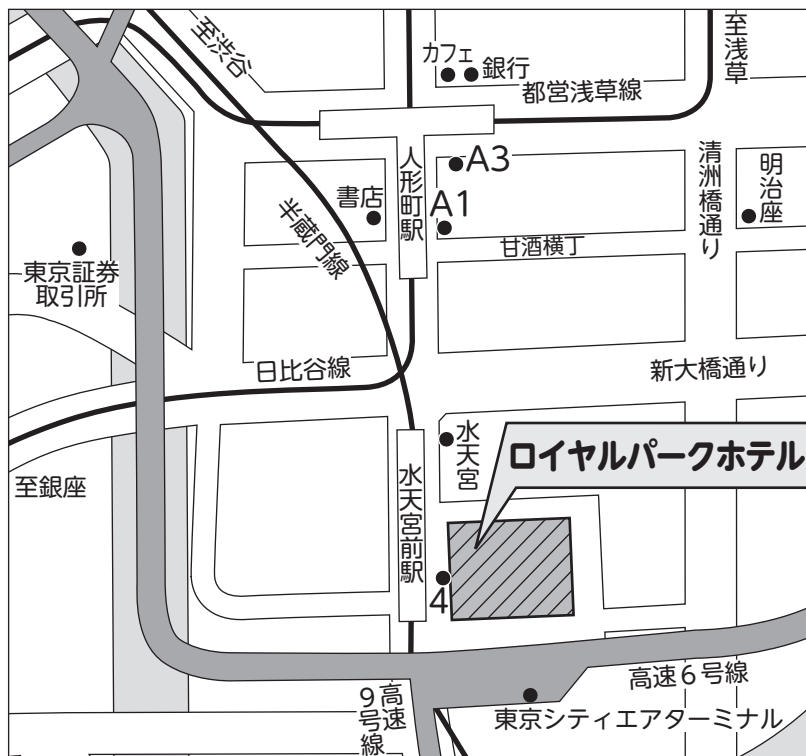 至渋谷
カフェ
銀行
都営浅草線
至浅草
A3
人形町駅
書店
A1
清洲橋通り
明治座
半蔵門線
甘酒横丁
東京証券
取引所
日比谷線
新大橋通り
水天宮
ロイヤルパークホテル
至銀座
水天宮前駅
4
高速6号線
高速
9号線
東京シティエアターミナル